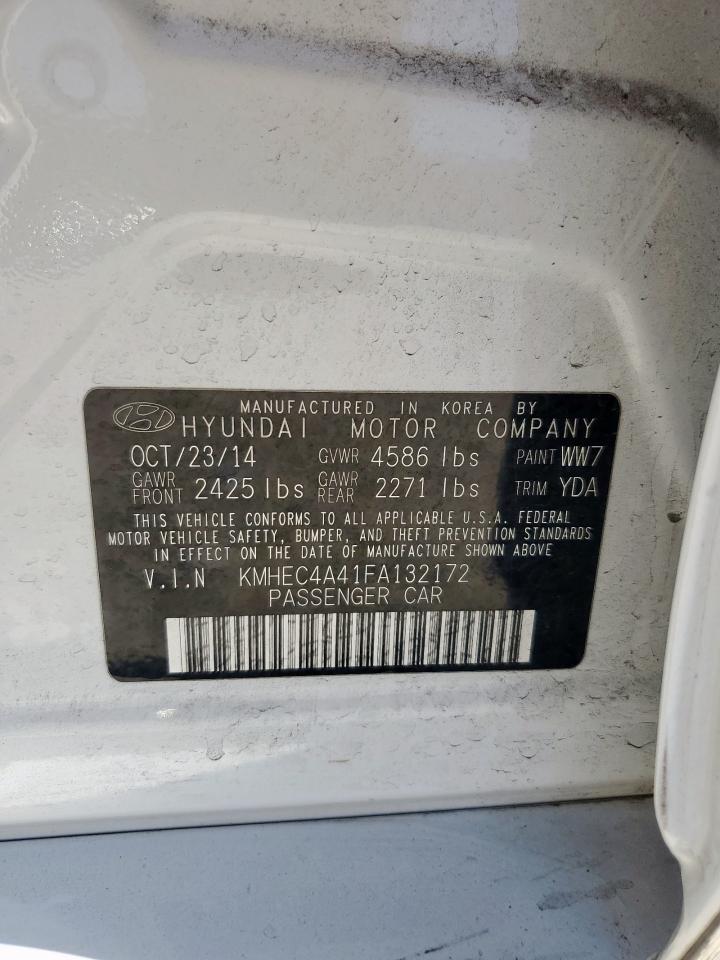 MANUFACTURED IN KOREA BY
HYUNDAI MOTOR COMPANY
OCT/23/14 GVWR 4586 lbs PAINT WW7
GAWR FRONT 2425 lbs GAWR REAR 2271 lbs TRIM YDA
THIS VEHICLE CONFORMS TO ALL APPLICABLE U.S.A. FEDERAL
MOTOR VEHICLE SAFETY, BUMPER, AND THEFT PREVENTION STANDARDS
IN EFFECT ON THE DATE OF MANUFACTURE SHOWN ABOVE
V.I.N KMHEC4A41FA132172
PASSENGER CAR